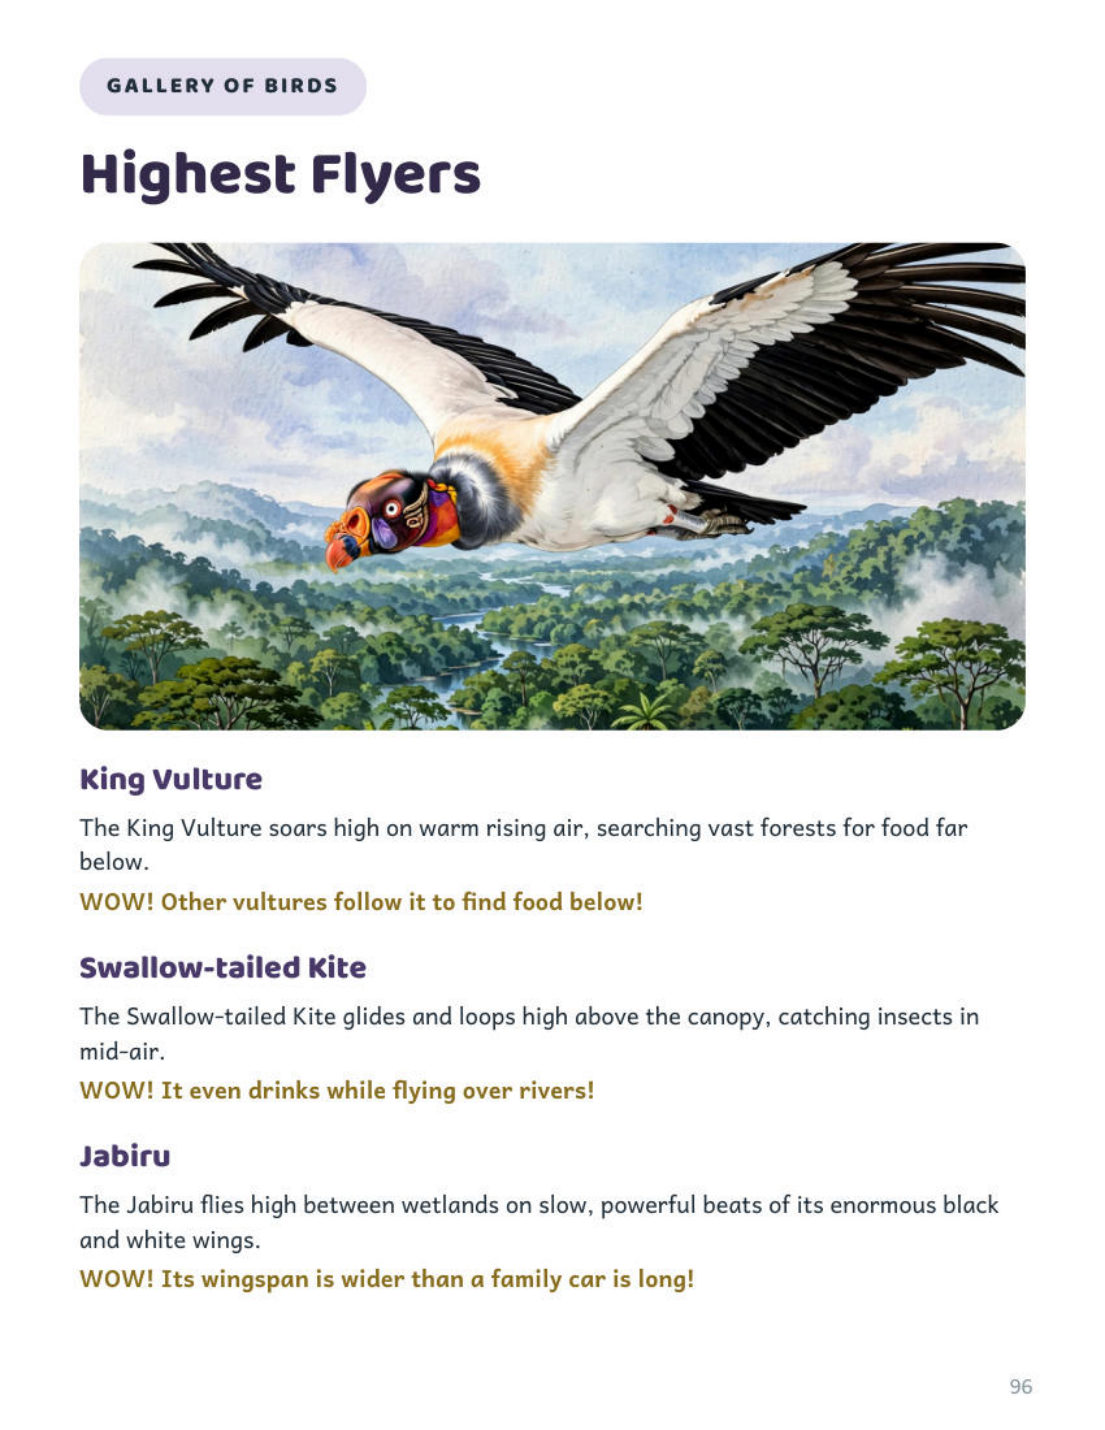 GALLERY OF BIRDS
Highest Flyers
King Vulture
The King Vulture soars high on warm rising air, searching vast forests for food far
below.
WOW! Other vultures follow it to find food below!
Swallow-tailed Kite
The Swallow-tailed Kite glides and loops high above the canopy, catching insects in
mid-air.
WOW! It even drinks while flying over rivers!
Jabiru
The Jabiru flies high between wetlands on slow, powerful beats of its enormous black
and white wings.
WOW! Its wingspan is wider than a family car is long!
96